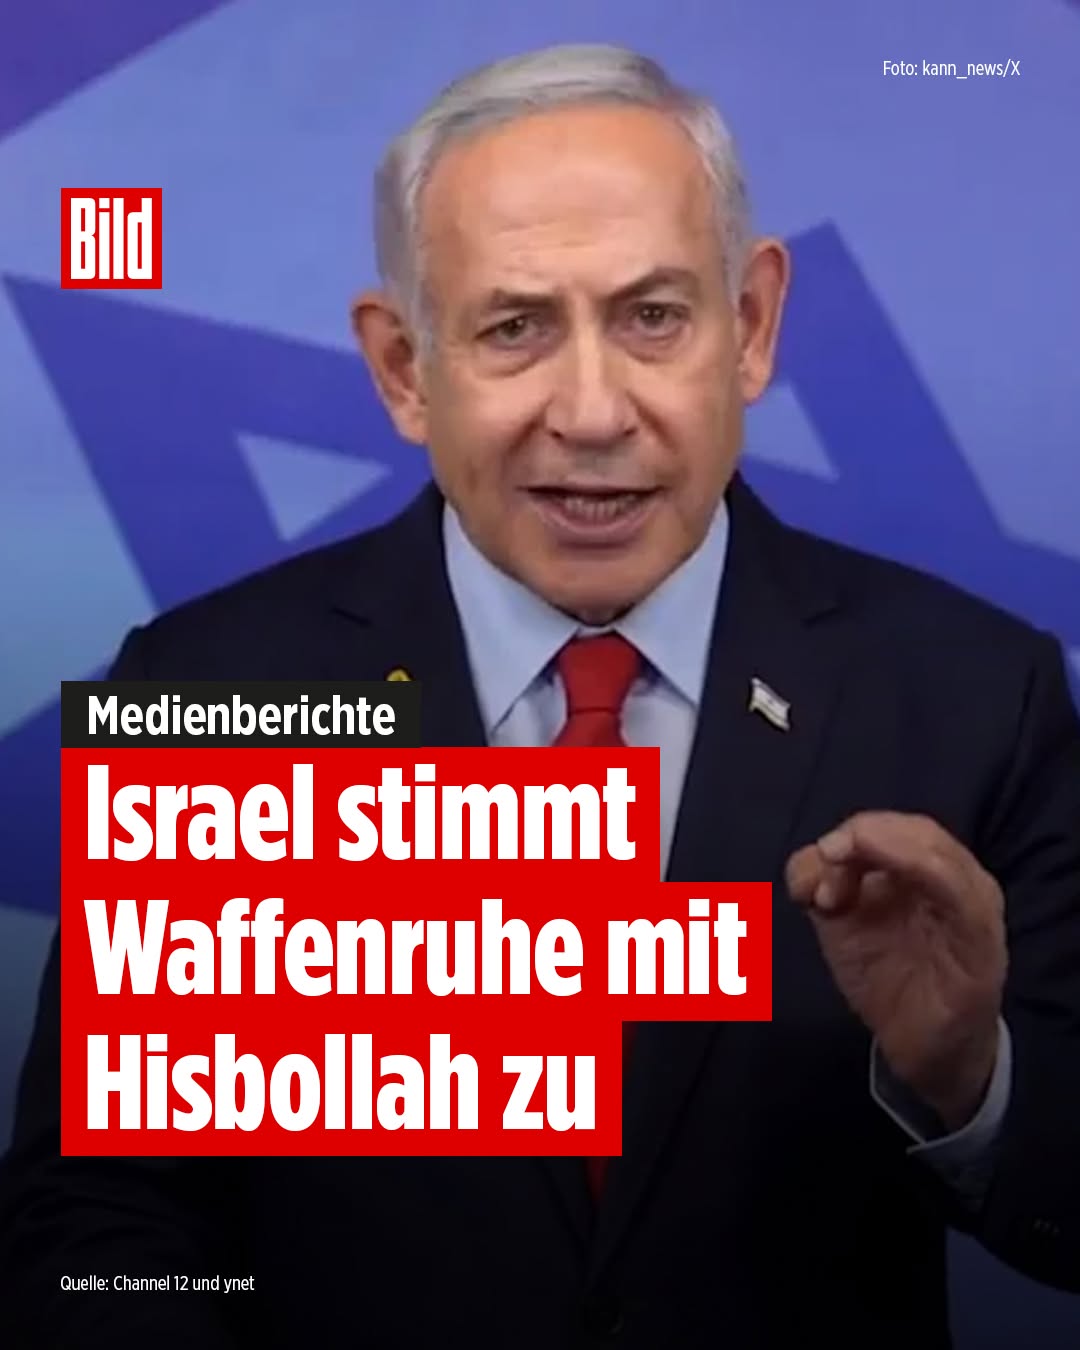 Foto: kann_news/X
Bild
Medienberichte
Israel stimmt
Waffenruhe mit
Hisbollah zu
Quelle: Channel 12 und ynet